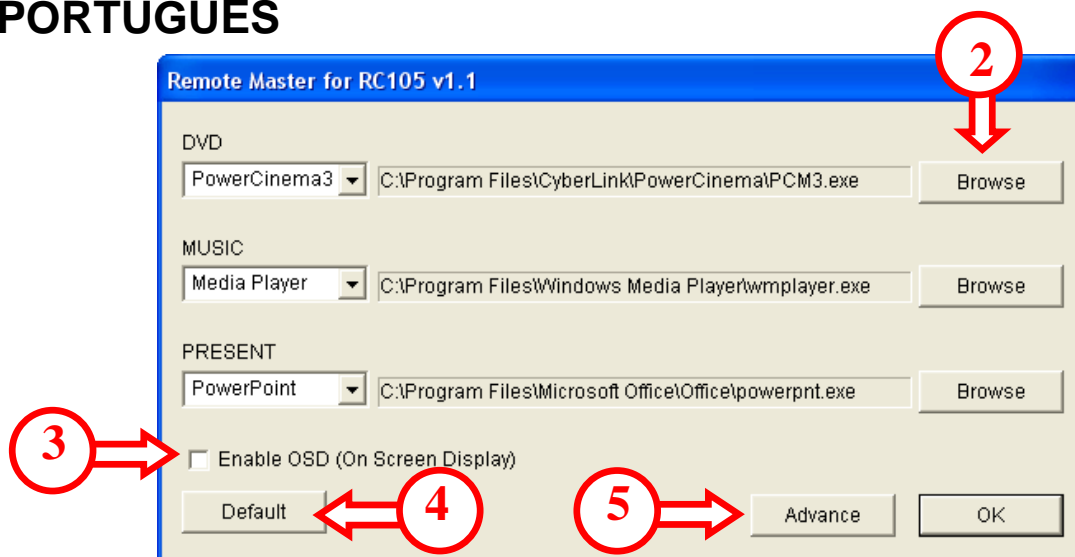 PORTUGUÊS
2
Remote Master for RC105 v1.1
DVD
PowerCinema3 C:\Program Files\CyberLink\PowerCinema\PCM3.exe Browse
MUSIC
Media Player C:\Program Files\Windows Media Player\wmplayer.exe Browse
PRESENT
PowerPoint C:\Program Files\Microsoft Office\Office\powerpnt.exe Browse
3 Enable OSD (On Screen Display)
Default 4 5 Advance OK